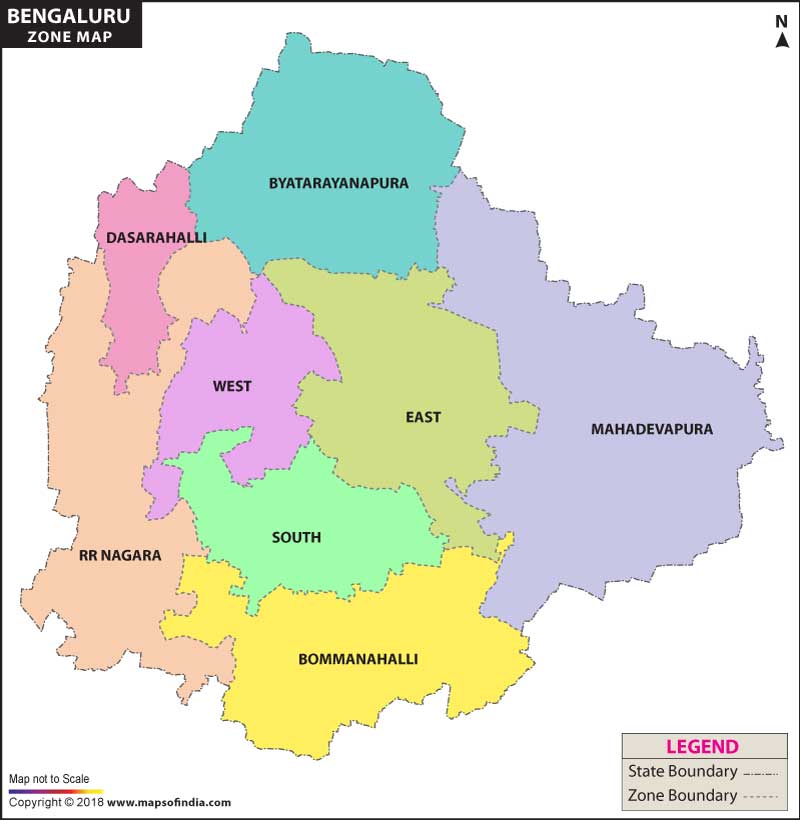 BENGALURU
ZONE MAP
N
BYATARAYANAPURA
DASARAHALLI
WEST
EAST
MAHADEVAPURA
SOUTH
RR NAGARA
BOMMANAHALLI
LEGEND
State Boundary
Zone Boundary
Map not to Scale
Copyright © 2018 www.mapsofindia.com